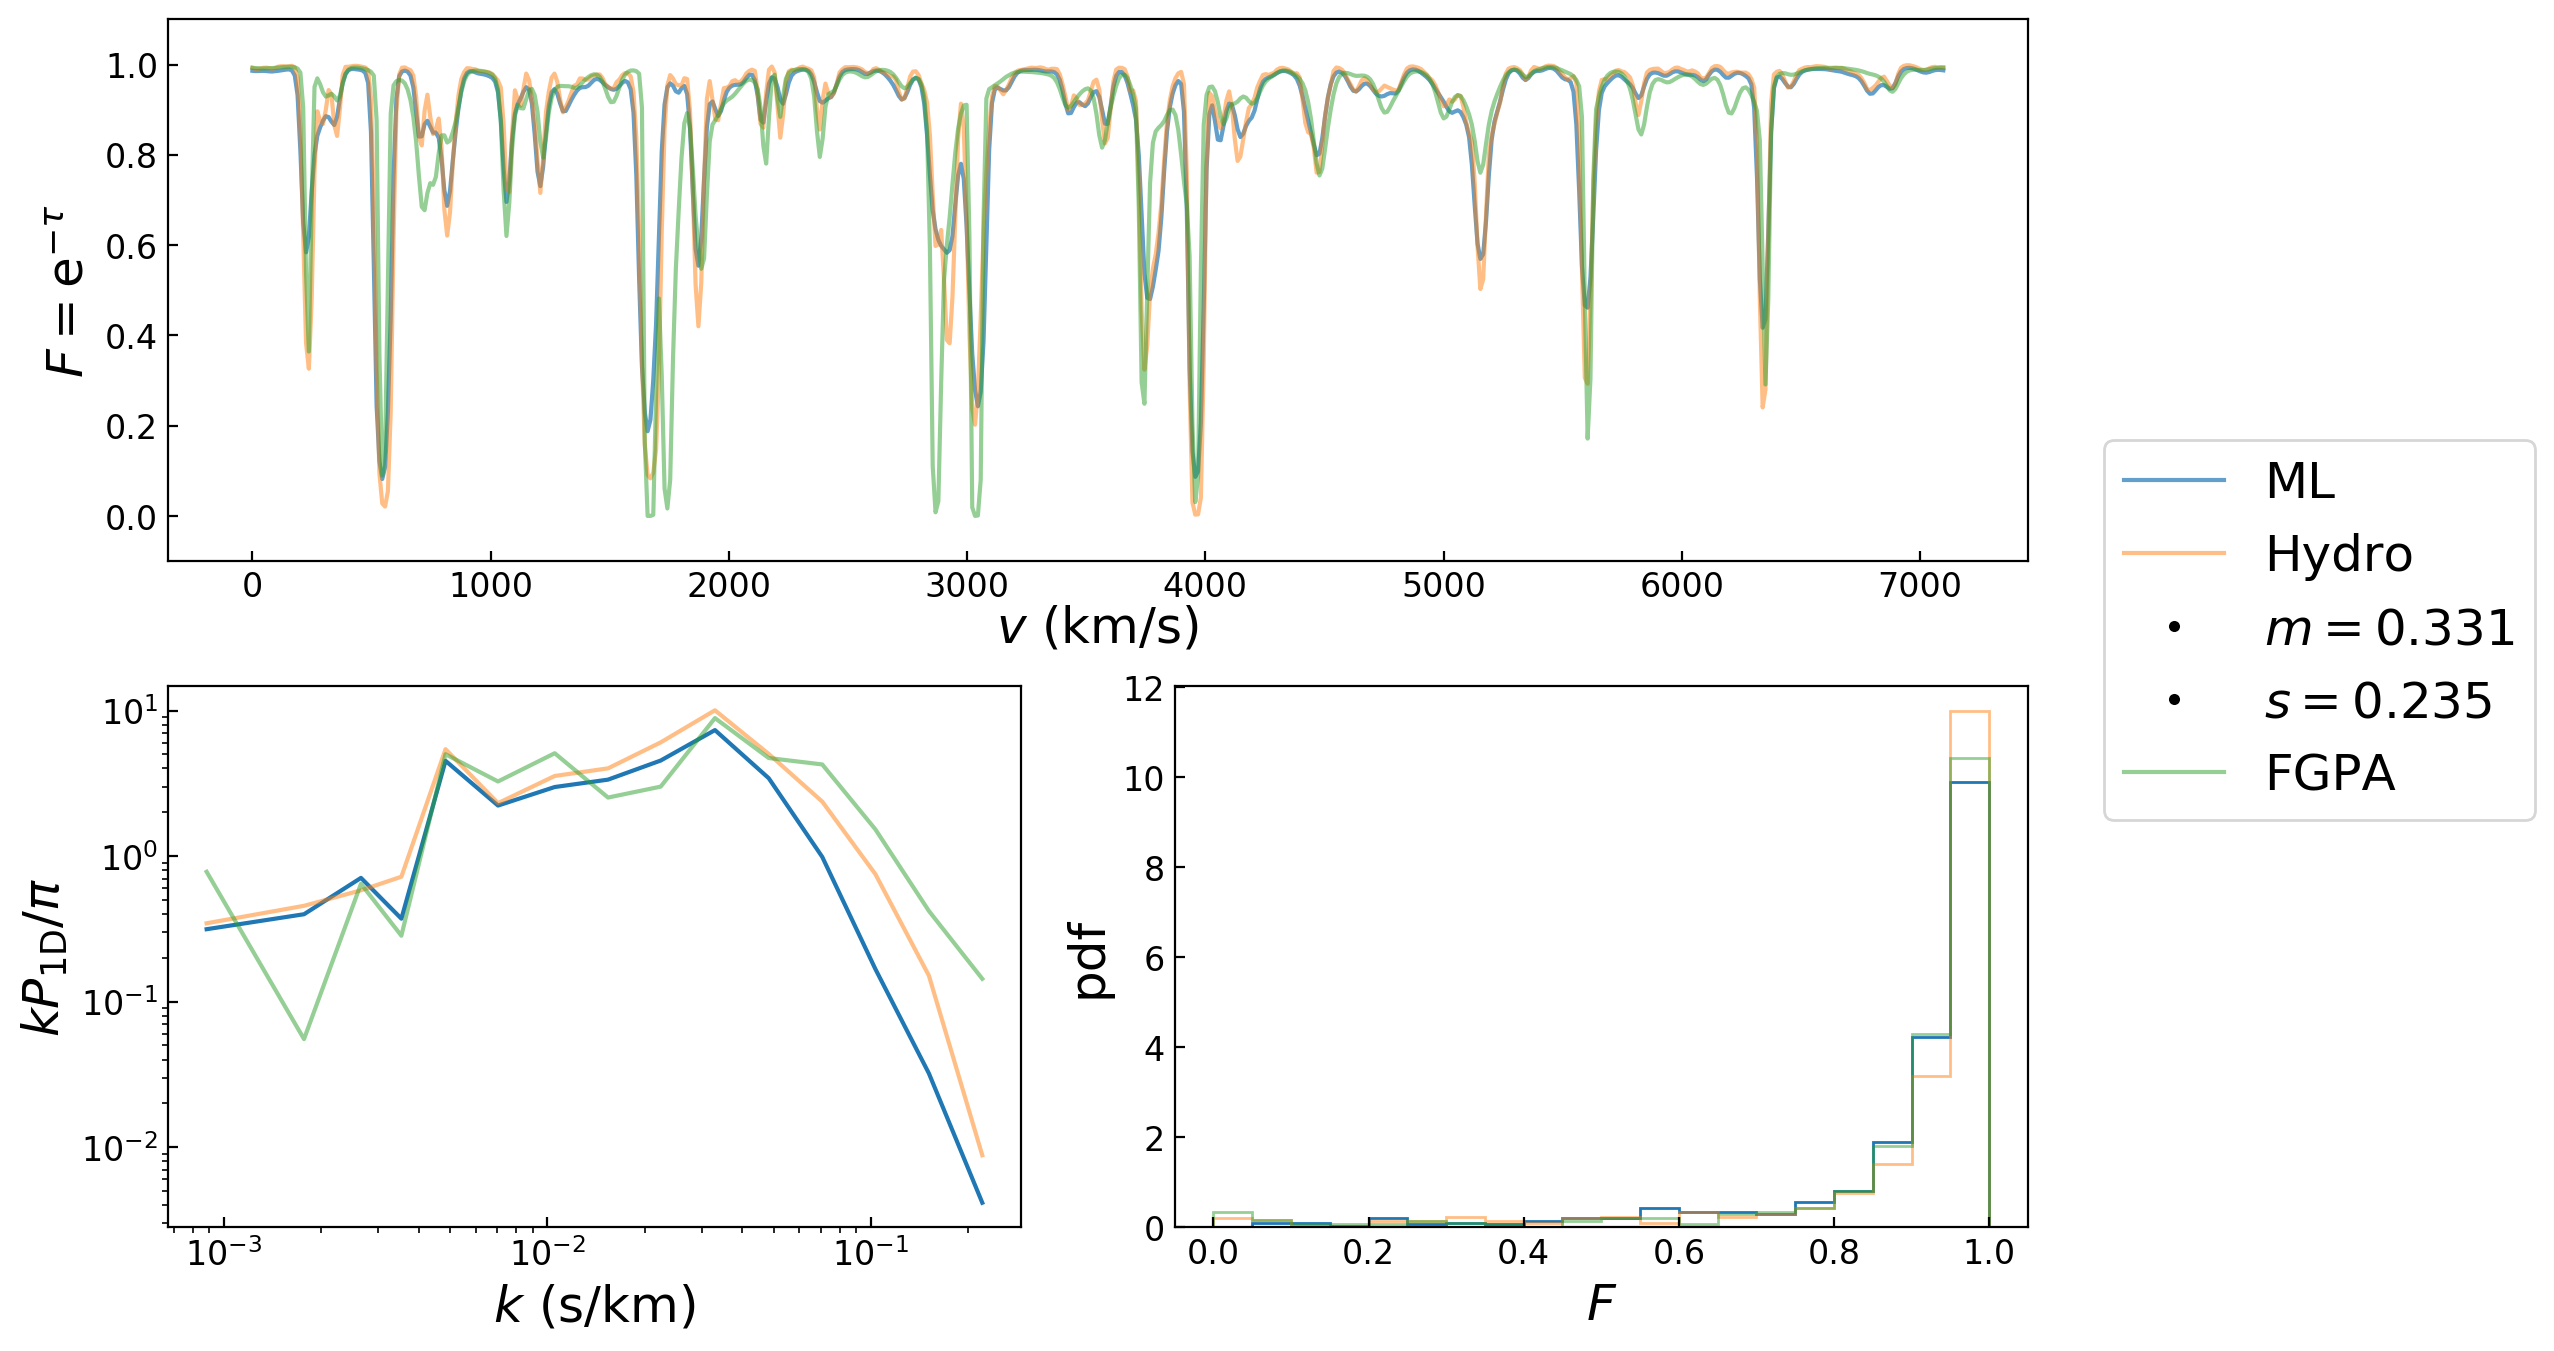 1.0
0.8
0.6
0.4
0.2
0.0
F = e^{−τ}
0 1000 2000 3000 4000 5000 6000 7000
v (km/s)
ML
Hydro
m = 0.331
s = 0.235
FGPA
10^1
10^0
10^{−1}
10^{−2}
kP_{1D}/π
10^{−3} 10^{−2} 10^{−1}
k (s/km)
12
10
8
6
4
2
0
pdf
0.0 0.2 0.4 0.6 0.8 1.0
F